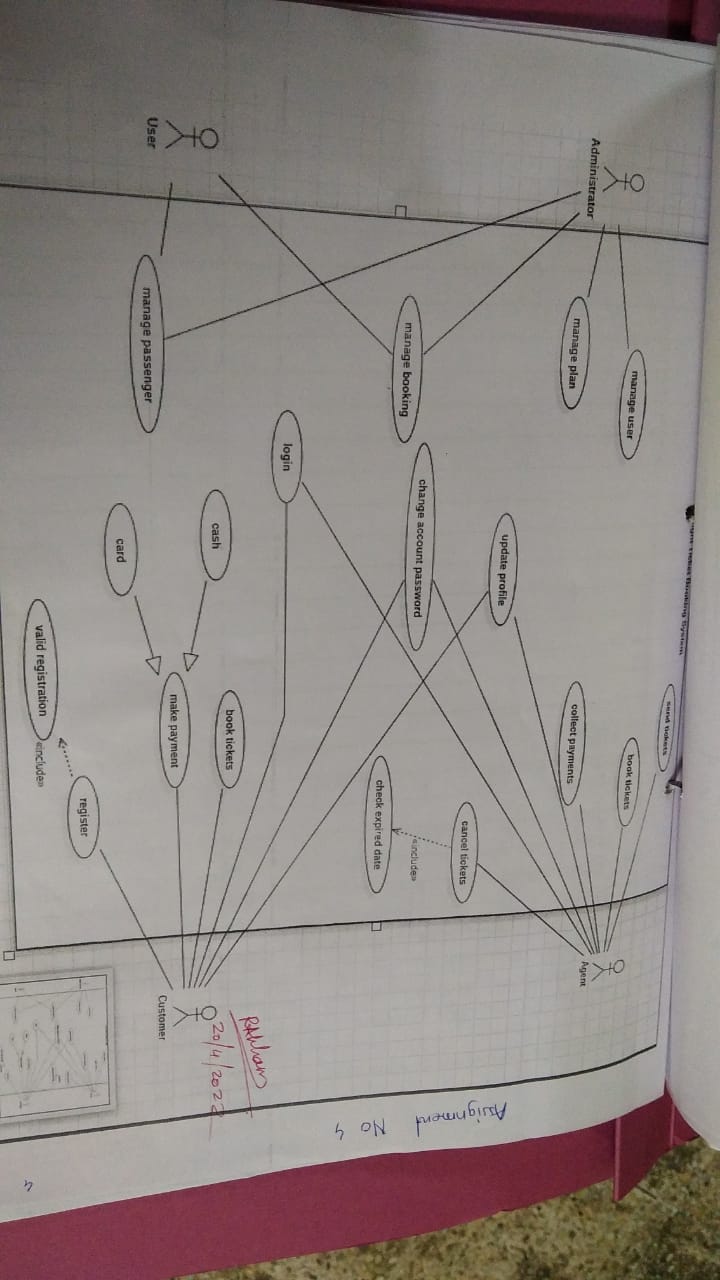 Ticket Booking System
Administrator
manage user
manage plan
manage booking
User
manage passenger
send tickets
book tickets
collect payments
update profile
change account password
cancel tickets
«include»
check expired date
Agent
login
cash
card
book tickets
make payment
valid registration
«include»
register
Customer
20/4/2022
Assignment No 4
4